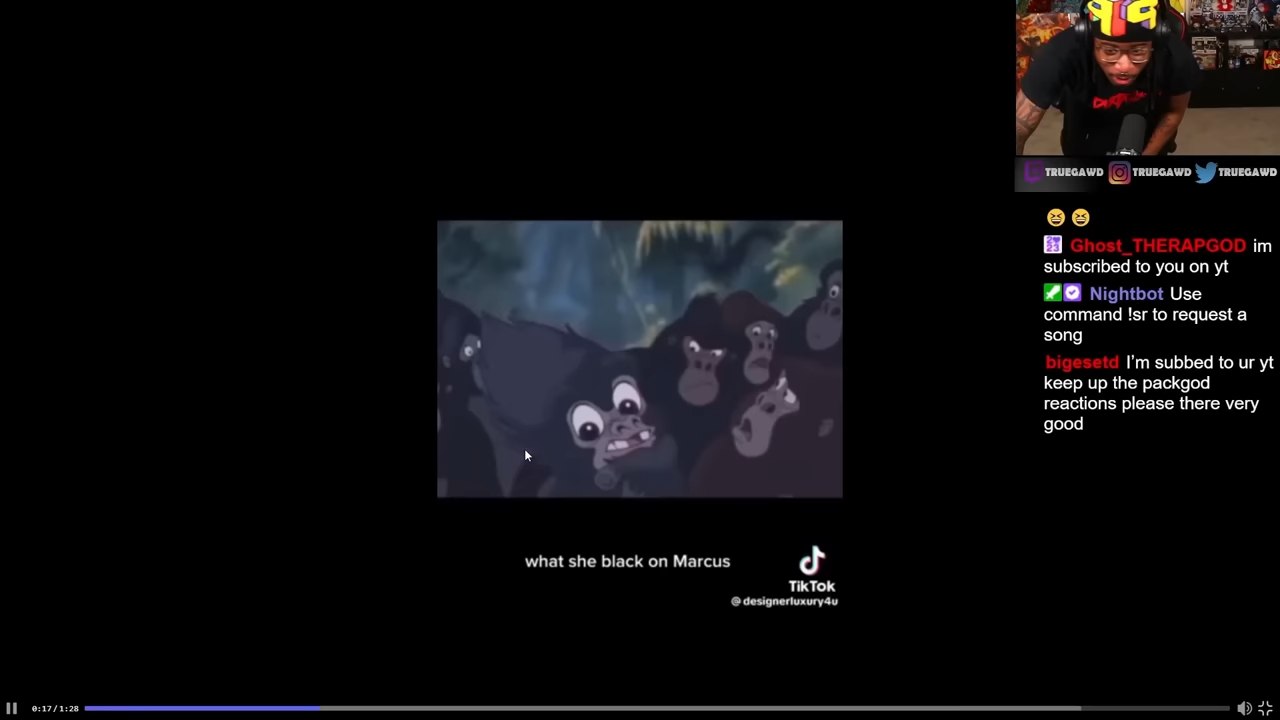 TRUEGAWD TRUEGAWD TRUEGAWD
Ghost_THERAPGOD im
subscribed to you on yt
Nightbot Use
command !sr to request a
song
bigesetd I'm subbed to ur yt
keep up the packgod
reactions please there very
good
what she black on Marcus
TikTok
@designerluxury4u
0:17/1:28